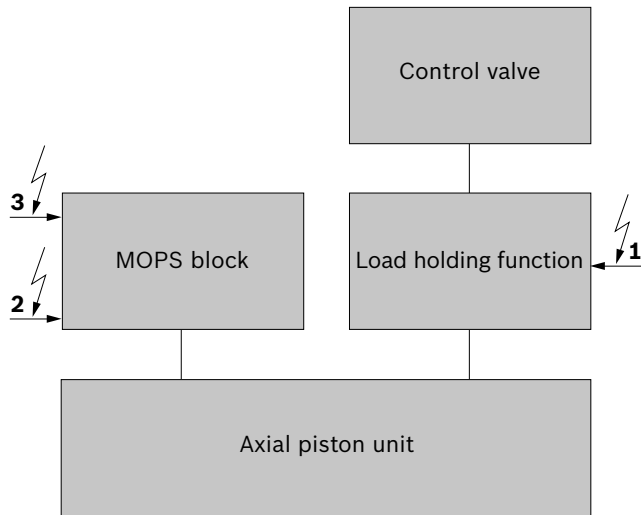 Control valve
3
MOPS block
Load holding function
1
2
Axial piston unit